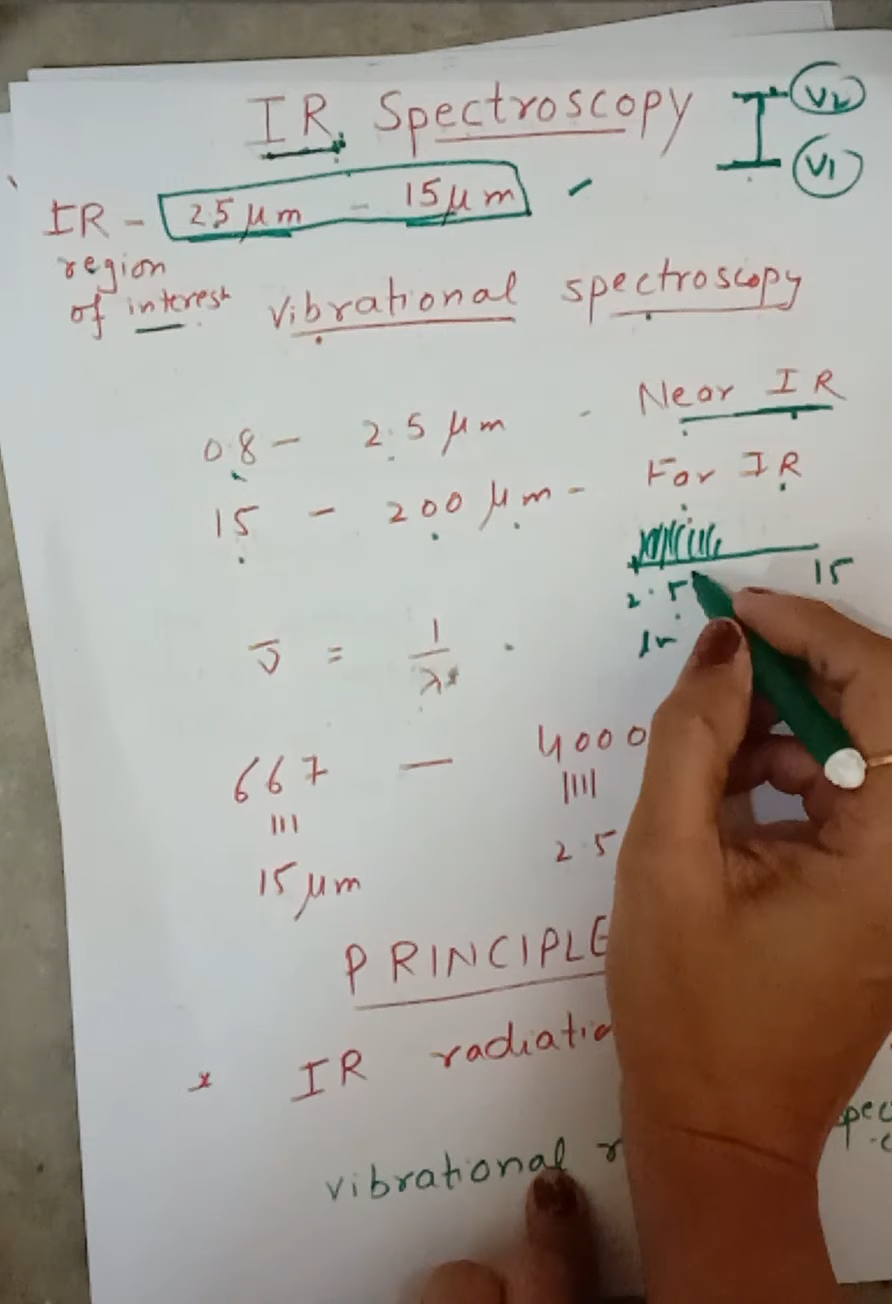 IR Spectroscopy
V2
V1
IR - 2.5 μm - 15 μm
region
of interest
Vibrational spectroscopy
0.8 - 2.5 μm - Near IR
15 - 200 μm - Far IR
2.5 15
ν̄ = 1/λ
667 — 4000
15 μm 2.5
PRINCIPLE
x IR radiatio
vibrational r